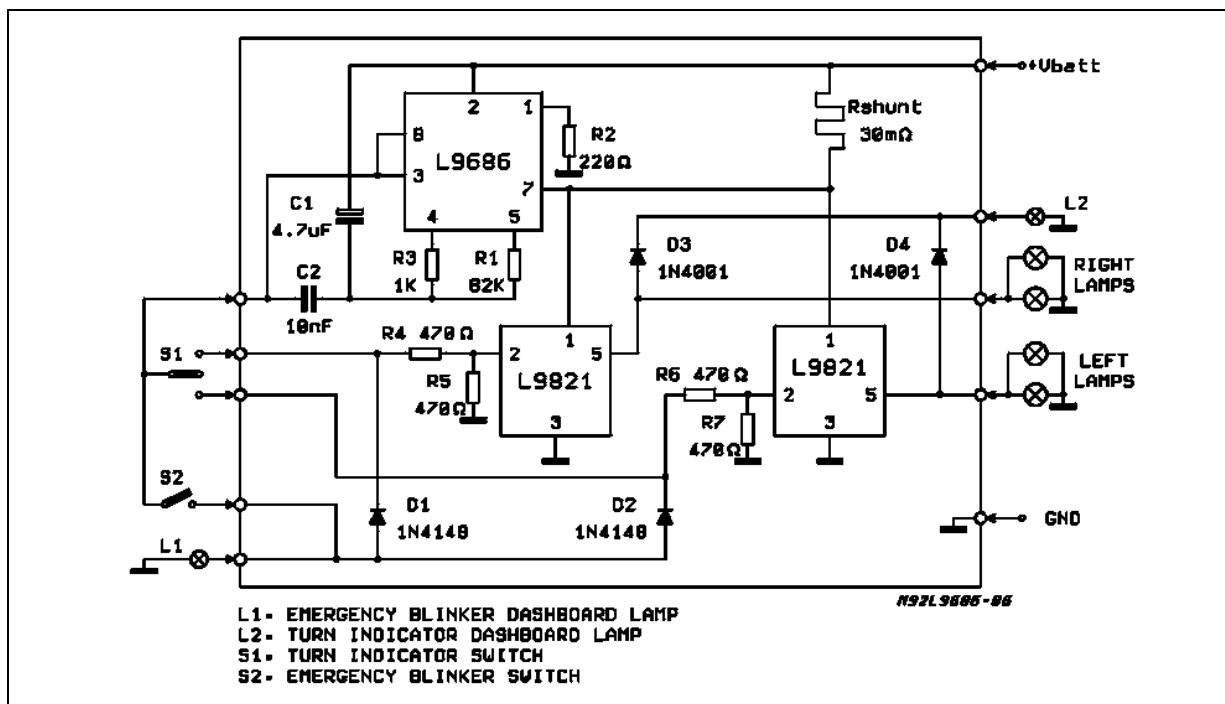 +Vbatt
2
1
Rshunt
30mΩ
R2
220Ω
8
L9686
3
7
C1
4.7uF
4
5
L2
D3
1N4001
D4
1N4001
R3
1K
R1
82K
RIGHT
LAMPS
C2
10nF
S1
R4 470Ω
2
1
5
L9821
R5
470Ω
3
R6 470Ω
2
1
L9821
5
R7
470Ω
3
LEFT
LAMPS
S2
D1
1N4148
D2
1N4148
GND
L1
L1- EMERGENCY BLINKER DASHBOARD LAMP
L2- TURN INDICATOR DASHBOARD LAMP
S1- TURN INDICATOR SWITCH
S2- EMERGENCY BLINKER SWITCH
M92L9686-06